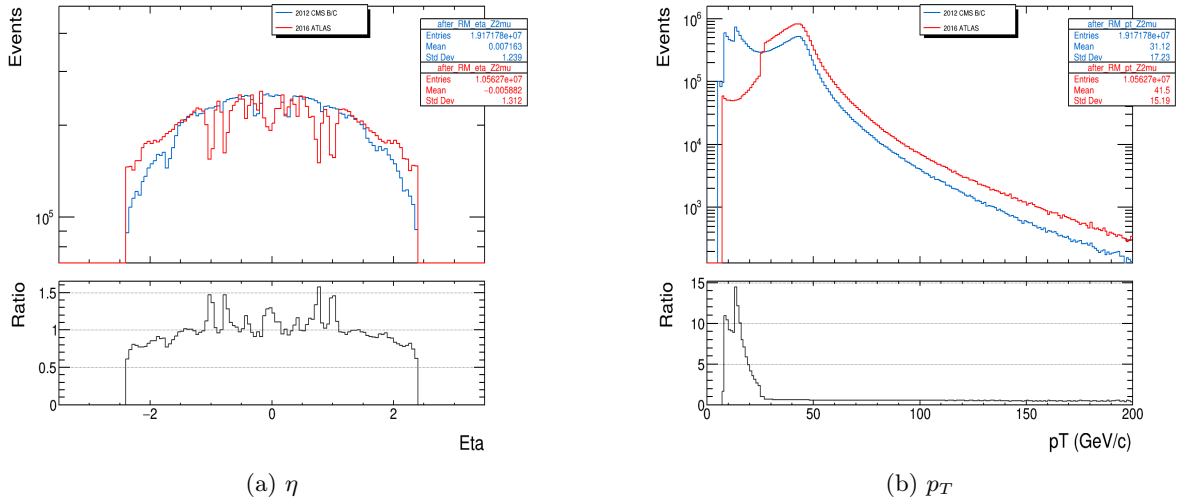 Events
2012 CMS B/C
2016 ATLAS
after_RM_eta_Z2mu
Entries 1.917178e+07
Mean 0.007163
Std Dev 1.239
after_RM_eta_Z2mu
Entries 1.05627e+07
Mean −0.005882
Std Dev 1.312
10^5
Ratio
1.5
1
0.5
0
−2 0 2
Eta
(a) η
Events
2012 CMS B/C
2016 ATLAS
after_RM_pt_Z2mu
Entries 1.917178e+07
Mean 31.12
Std Dev 17.23
after_RM_pt_Z2mu
Entries 1.05627e+07
Mean 41.5
Std Dev 15.19
10^6
10^5
10^4
10^3
Ratio
15
10
5
0
0 50 100 150 200
pT (GeV/c)
(b) p_T